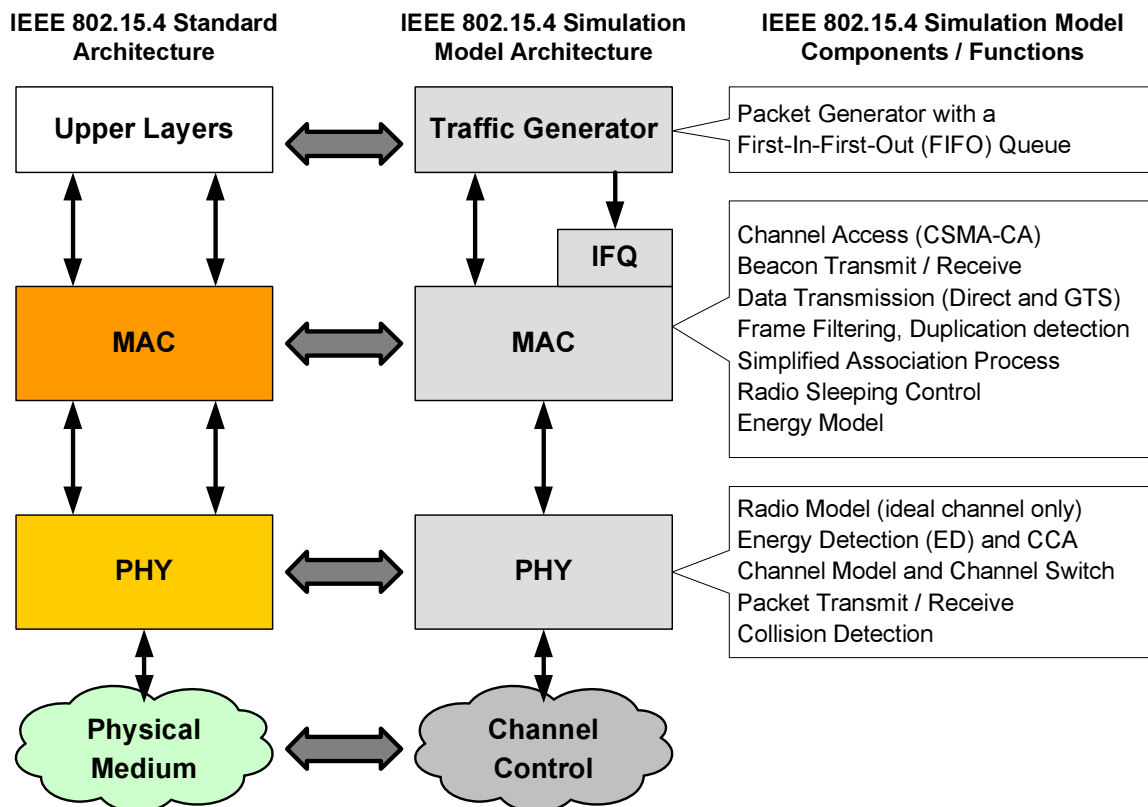 IEEE 802.15.4 Standard
Architecture
IEEE 802.15.4 Simulation
Model Architecture
IEEE 802.15.4 Simulation Model
Components / Functions
Upper Layers
Traffic Generator
Packet Generator with a
First-In-First-Out (FIFO) Queue
IFQ
MAC
MAC
Channel Access (CSMA-CA)
Beacon Transmit / Receive
Data Transmission (Direct and GTS)
Frame Filtering, Duplication detection
Simplified Association Process
Radio Sleeping Control
Energy Model
PHY
PHY
Radio Model (ideal channel only)
Energy Detection (ED) and CCA
Channel Model and Channel Switch
Packet Transmit / Receive
Collision Detection
Physical
Medium
Channel
Control